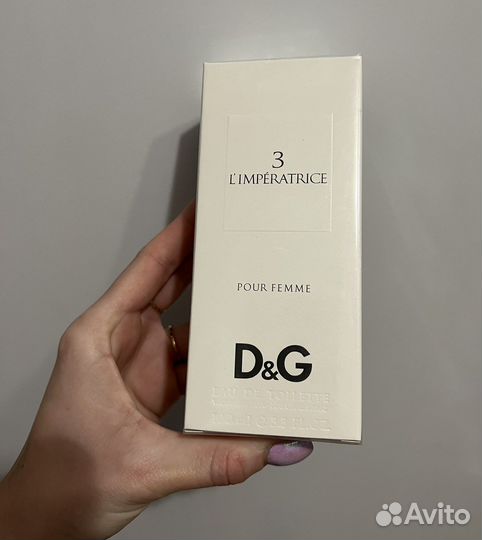 3
L'IMPÉRATRICE
POUR FEMME
D&G
EAU DE TOILETTE
Avito